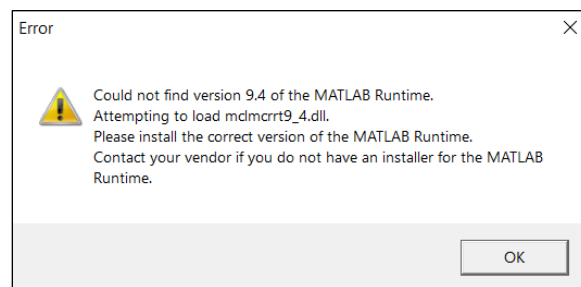 Error
Could not find version 9.4 of the MATLAB Runtime.
Attempting to load mclmcrrt9_4.dll.
Please install the correct version of the MATLAB Runtime.
Contact your vendor if you do not have an installer for the MATLAB
Runtime.
OK